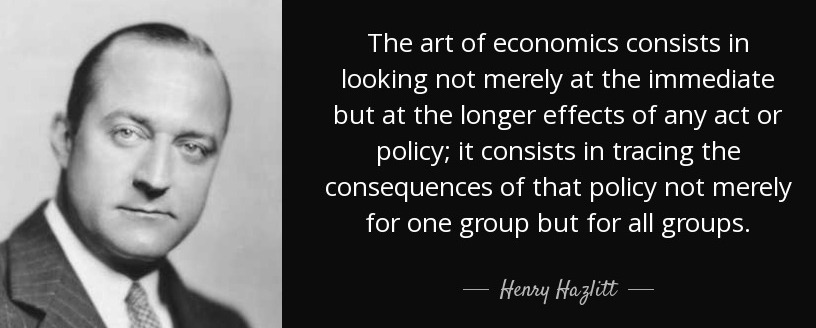 The art of economics consists in
looking not merely at the immediate
but at the longer effects of any act or
policy; it consists in tracing the
consequences of that policy not merely
for one group but for all groups.
Henry Hazlitt